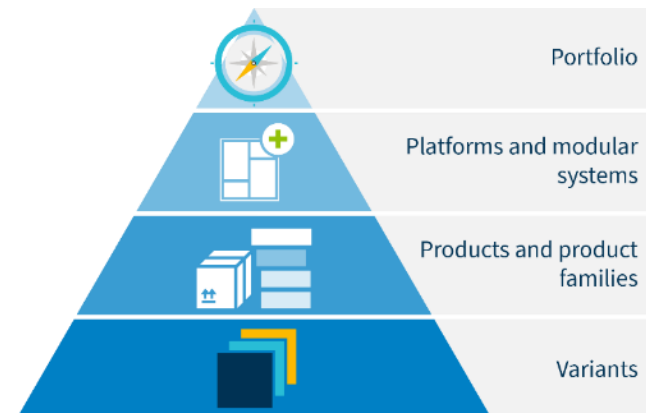 Portfolio
Platforms and modular
systems
Products and product
families
Variants